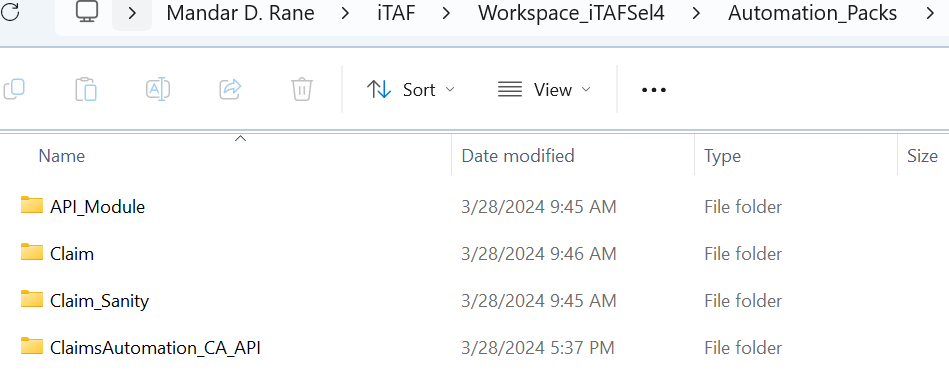 Mandar D. Rane > iTAF > Workspace_iTAFSel4 > Automation_Packs >
Sort View
Name Date modified Type Size
API_Module 3/28/2024 9:45 AM File folder
Claim 3/28/2024 9:46 AM File folder
Claim_Sanity 3/28/2024 9:45 AM File folder
ClaimsAutomation_CA_API 3/28/2024 5:37 PM File folder